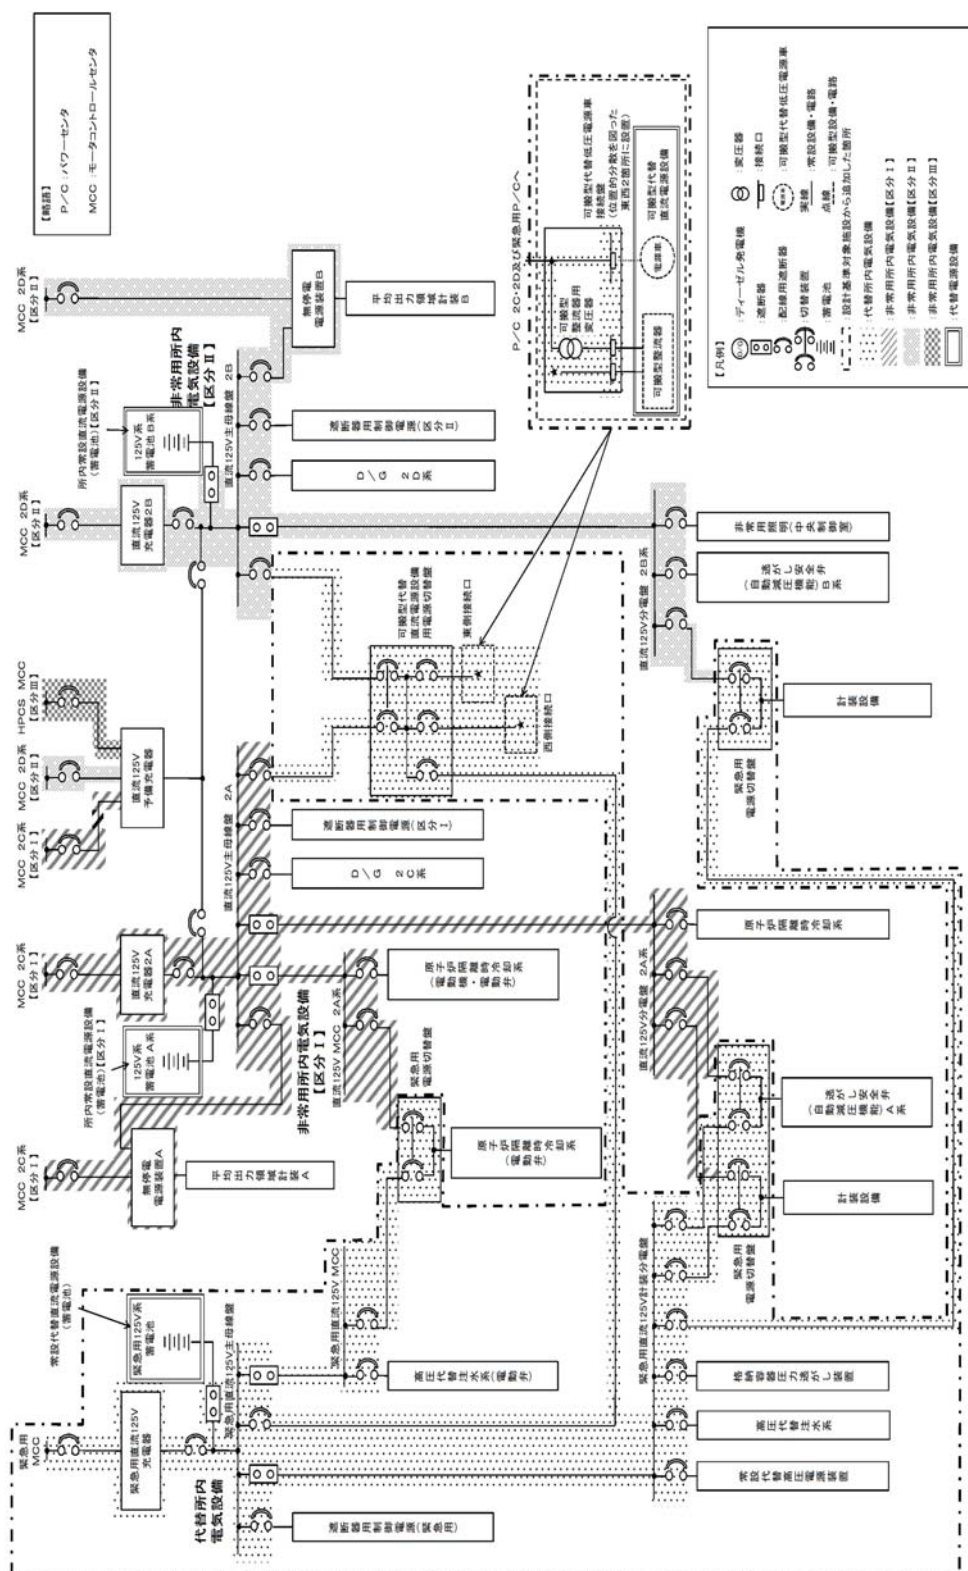 【略語】
P/C :パワーセンタ
MCC :モータコントロールセンタ
緊急用
MCC
MCC 2C系
【区分Ⅰ】
MCC 2C系
【区分Ⅰ】
MCC 2C系
【区分Ⅰ】
MCC 2D系
【区分Ⅱ】
HPCS MCC
【区分Ⅲ】
MCC 2D系
【区分Ⅱ】
MCC 2D系
【区分Ⅱ】
常設代替直流電源設備
(蓄電池)
所内常設直流電源設備
(蓄電池)【区分Ⅰ】
所内常設直流電源設備
(蓄電池)【区分Ⅱ】
緊急用直流125V
充電器
緊急用125V系
蓄電池
無停電
電源装置A
125V系
蓄電池A系
直流125V
充電器2A
直流125V
予備充電器
直流125V
充電器2B
125V系
蓄電池B系
無停電
電源装置B
平均出力領域計装A
平均出力領域計装B
代替所内
電気設備
非常用所内電気設備
【区分Ⅰ】
非常用所内
電気設備
【区分Ⅱ】
緊急用直流125V主母線盤
直流125V主母線盤 2A
直流125V主母線盤 2B
遮断器用制御電源(緊急用)
高圧代替注水系(電動弁)
緊急用直流125V MCC
直流125V MCC 2A系
緊急用
電源切替盤
原子炉隔離時冷却系
(電動弁)
原子炉隔離時冷却系
(電動機・電動弁)
D/G 2C系
遮断器用制御電源(区分Ⅰ)
D/G 2D系
遮断器用制御電源(区分Ⅱ)
可搬型代替
直流電源設備
用電源切替盤
東側接続口
西側接続口
P/C 2C・2D及び緊急用P/Cへ
可搬型代替低圧電源車
接続盤
(位置的分散を図った
東西2箇所に設置)
可搬型
整流器用
変圧器
可搬型整流器
電源車
可搬型代替
直流電源設備
緊急用直流125V計装分電盤
直流125V分電盤 2A系
直流125V分電盤 2B系
常設代替高圧電源装置
高圧代替注水系
格納容器圧力逃がし装置
緊急用
電源切替盤
計装設備
逃がし安全弁
(自動減圧機能)A系
原子炉隔離時冷却系
緊急用
電源切替盤
計装設備
逃がし安全弁
(自動減圧機能)B系
非常用照明(中央制御室)
【凡例】
:ディーゼル発電機
:遮断器
:配線用遮断器
:切替装置
:蓄電池
:設計基準対象施設から追加した箇所
:代替所内電気設備
:非常用所内電気設備【区分Ⅰ】
:非常用所内電気設備【区分Ⅱ】
:非常用所内電気設備【区分Ⅲ】
:代替電源設備
:変圧器
:接続口
:可搬型代替低圧電源車
実線 :常設設備・電路
点線 :可搬型設備・電路